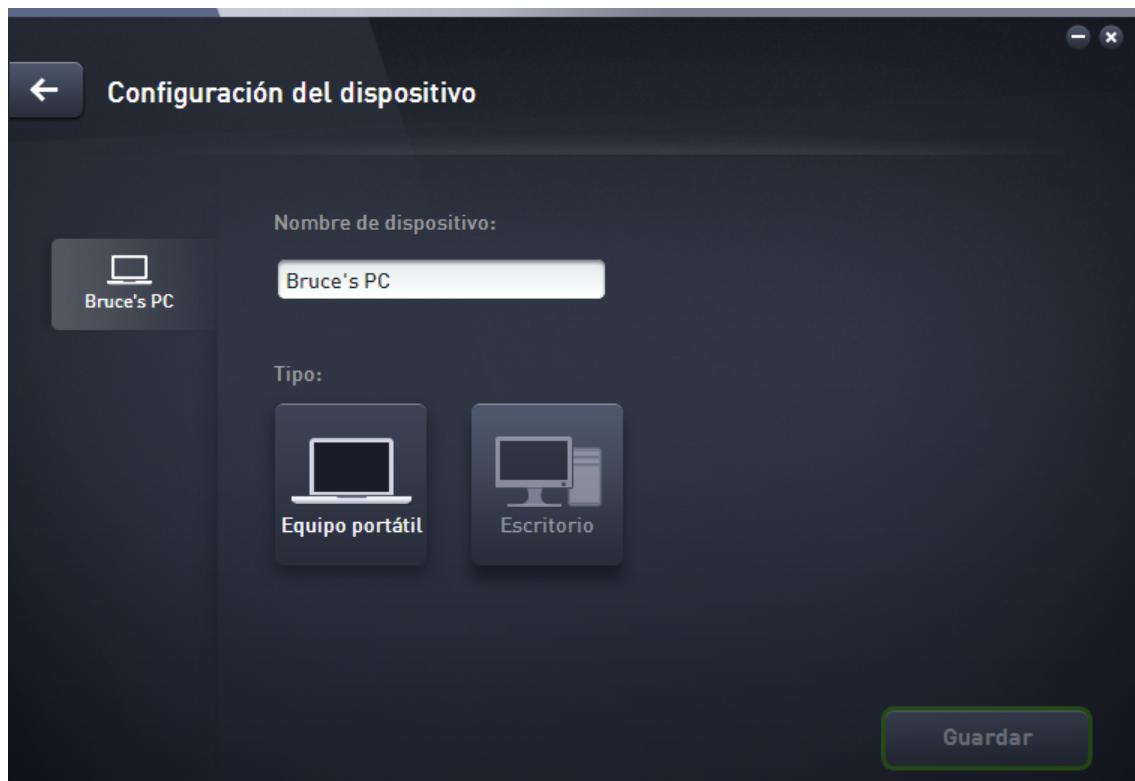 Configuración del dispositivo
Nombre de dispositivo:
Bruce's PC
Bruce's PC
Tipo:
Equipo portátil
Escritorio
Guardar